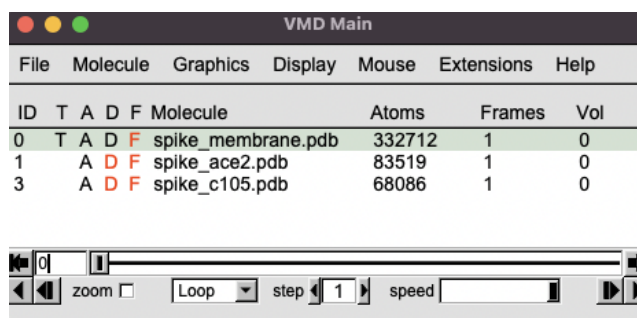 VMD Main
File Molecule Graphics Display Mouse Extensions Help
ID T A D F Molecule Atoms Frames Vol
0 T A D F spike_membrane.pdb 332712 1 0
1 A D F spike_ace2.pdb 83519 1 0
3 A D F spike_c105.pdb 68086 1 0
0
zoom Loop step 1 speed